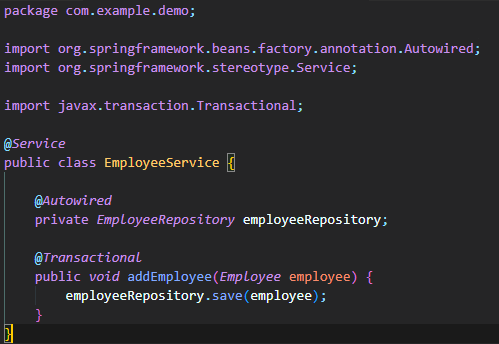 package com.example.demo;
import org.springframework.beans.factory.annotation.Autowired;
import org.springframework.stereotype.Service;
import javax.transaction.Transactional;
@Service
public class EmployeeService {
@Autowired
private EmployeeRepository employeeRepository;
@Transactional
public void addEmployee(Employee employee) {
employeeRepository.save(employee);
}
}